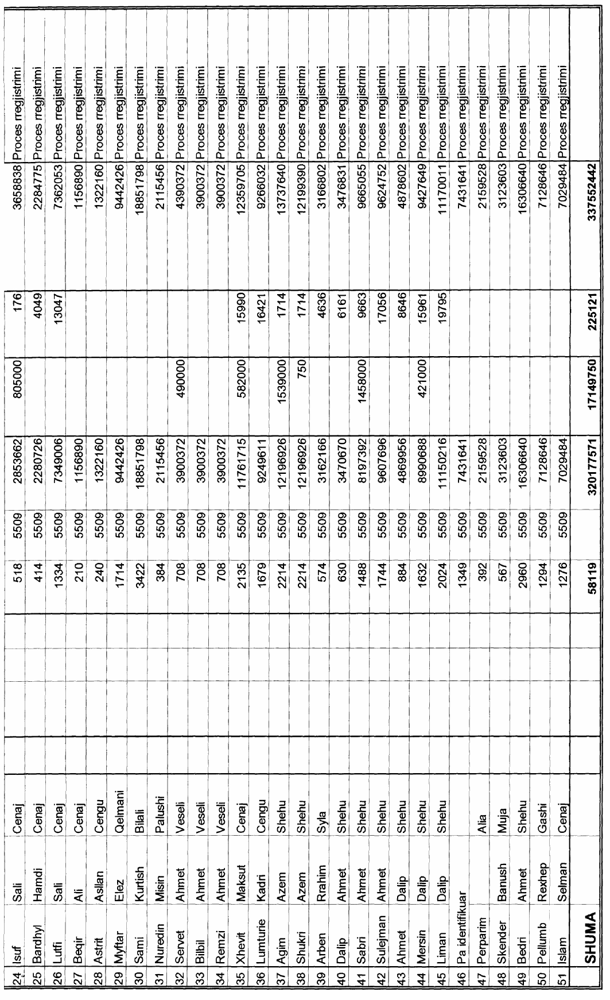 24 Isuf Sali Cenaj 518 5509 2853662 805000 176 3658838 Proces rregjistrimi
25 Bardhyl Hamdi Cenaj 414 5509 2280726 4049 2284775 Proces rregjistrimi
26 Lutfi Sali Cenaj 1334 5509 7349006 13047 7362053 Proces rregjistrimi
27 Beqir Ali Cenaj 210 5509 1156890 1156890 Proces rregjistrimi
28 Astrit Asllan Cengu 240 5509 1322160 1322160 Proces rregjistrimi
29 Myftar Elez Qelmani 1714 5509 9442426 9442426 Proces rregjistrimi
30 Sami Kurtish Bilali 3422 5509 18851798 18851798 Proces rregjistrimi
31 Nuredin Misin Palushi 384 5509 2115456 2115456 Proces rregjistrimi
32 Servet Ahmet Veseli 708 5509 3900372 490000 4390372 Proces rregjistrimi
33 Bilbil Ahmet Veseli 708 5509 3900372 3900372 Proces rregjistrimi
34 Remzi Ahmet Veseli 708 5509 3900372 3900372 Proces rregjistrimi
35 Xhevit Maksut Cenaj 2135 5509 11761715 582000 15990 12359705 Proces rregjistrimi
36 Lumturie Kadri Cengu 1679 5509 9249611 16421 9266032 Proces rregjistrimi
37 Agim Azem Shehu 2214 5509 12196926 1539000 1714 13737640 Proces rregjistrimi
38 Shukri Azem Shehu 2214 5509 12196926 750 1714 12199390 Proces rregjistrimi
39 Arben Rrahim Syla 574 5509 3162166 4636 3166802 Proces rregjistrimi
40 Dalip Ahmet Shehu 630 5509 3470670 6161 3476831 Proces rregjistrimi
41 Sabri Ahmet Shehu 1488 5509 8197392 1458000 9663 9665055 Proces rregjistrimi
42 Sulejman Ahmet Shehu 1744 5509 9607696 17056 9624752 Proces rregjistrimi
43 Ahmet Dalip Shehu 884 5509 4869956 8646 4878602 Proces rregjistrimi
44 Mersin Dalip Shehu 1632 5509 8990688 421000 15961 9427649 Proces rregjistrimi
45 Liman Dalip Shehu 2024 5509 11150216 19795 11170011 Proces rregjistrimi
46 Pa identifikuar 1349 5509 7431641 7431641 Proces rregjistrimi
47 Perparim Alia 392 5509 2159528 2159528 Proces rregjistrimi
48 Skender Banush Muja 567 5509 3123603 3123603 Proces rregjistrimi
49 Bedri Ahmet Shehu 2960 5509 16306640 16306640 Proces rregjistrimi
50 Pellumb Rexhep Gashi 1294 5509 7128646 7128646 Proces rregjistrimi
51 Islam Selman Cenaj 1276 5509 7029484 7029484 Proces rregjistrimi
SHUMA 58119 320177571 17149750 225121 337552442